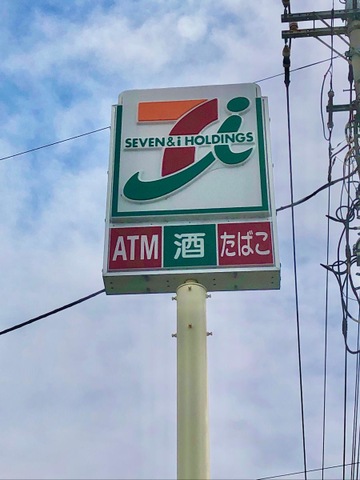 SEVEN & i HOLDINGS
ATM 酒 たばこ